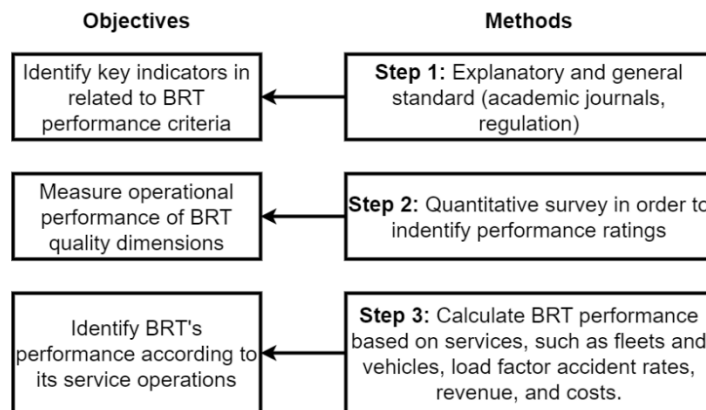 Objectives
Methods
Identify key indicators in
related to BRT
performance criteria
Step 1: Explanatory and general
standard (academic journals,
regulation)
Measure operational
performance of BRT
quality dimensions
Step 2: Quantitative survey in order to
indentify performance ratings
Identify BRT's
performance according to
its service operations
Step 3: Calculate BRT performance
based on services, such as fleets and
vehicles, load factor accident rates,
revenue, and costs.